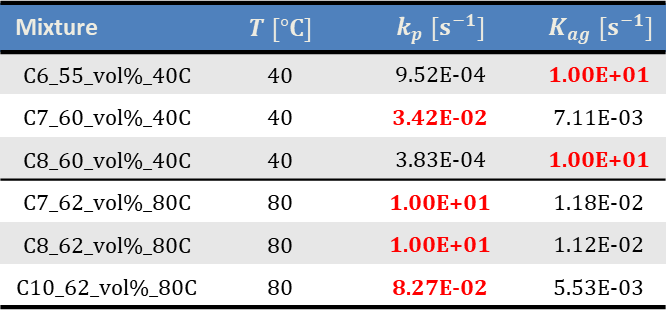 Mixture T [°C] kp [s⁻¹] Kag [s⁻¹]
C6_55_vol%_40C 40 9.52E-04 1.00E+01
C7_60_vol%_40C 40 3.42E-02 7.11E-03
C8_60_vol%_40C 40 3.83E-04 1.00E+01
C7_62_vol%_80C 80 1.00E+01 1.18E-02
C8_62_vol%_80C 80 1.00E+01 1.12E-02
C10_62_vol%_80C 80 8.27E-02 5.53E-03